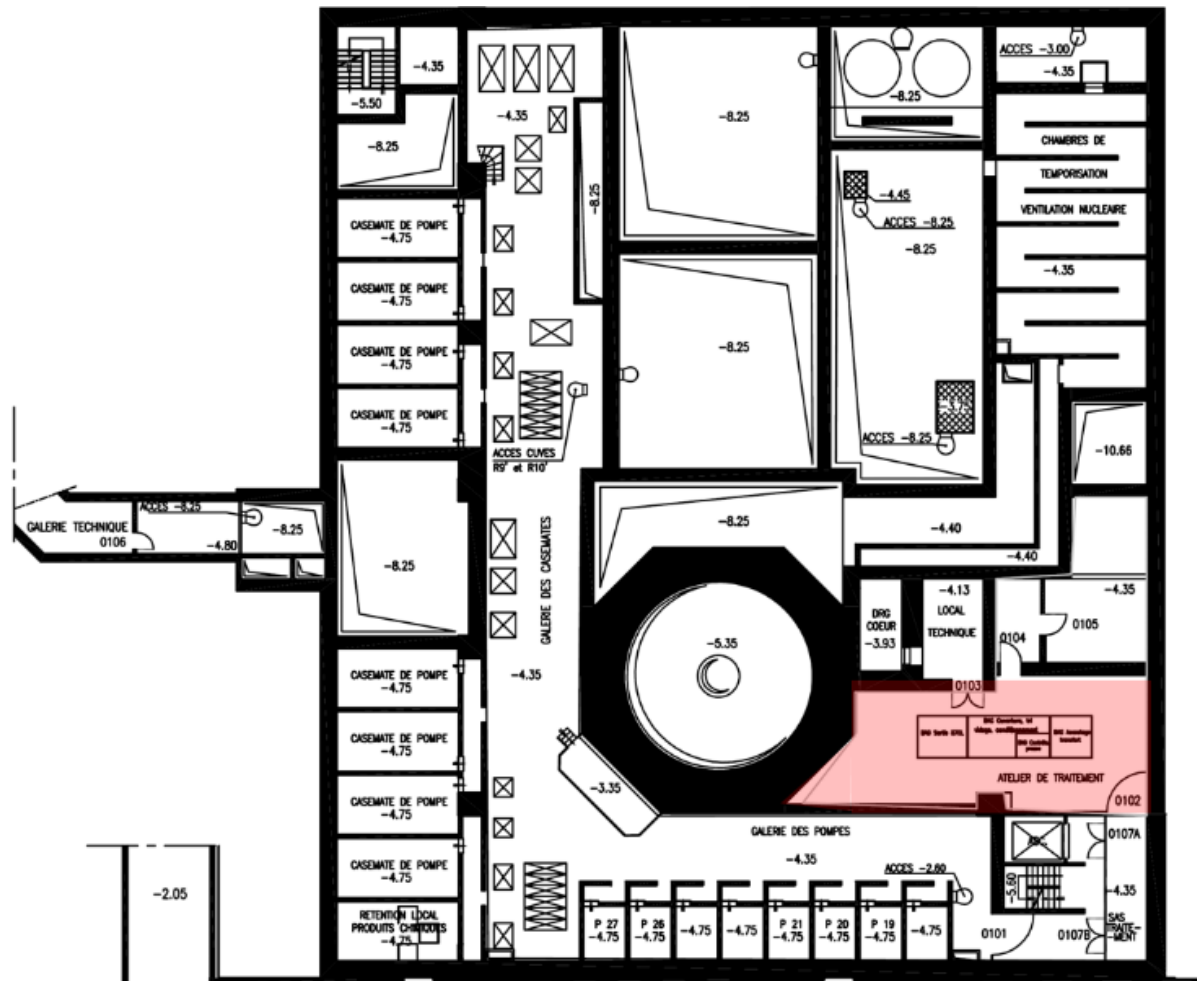 ACCES -3.00
-4.35
-4.35
-5.50
-8.25
-4.35
-8.25
-8.25
CHAMBRES DE
TEMPORISATION
VENTILATION NUCLEAIRE
-4.35
-8.25
-4.45
ACCES -8.25
-8.25
CASEMATE DE POMPE
-4.75
CASEMATE DE POMPE
-4.75
CASEMATE DE POMPE
-4.75
CASEMATE DE POMPE
-4.75
-8.25
-3.75
ACCES -8.25
ACCES CUVES
R9' et R10'
-10.66
ACCES -8.25
GALERIE TECHNIQUE
0106
-4.80
-8.25
-8.25
GALERIE DES CASEMATES
-8.25
-4.40
-4.40
DRG
COEUR
-3.93
-4.13
LOCAL
TECHNIQUE
-4.35
0104
0105
-5.35
-4.35
0103
CASEMATE DE POMPE
-4.75
CASEMATE DE POMPE
-4.75
CASEMATE DE POMPE
-4.75
CASEMATE DE POMPE
-4.75
-3.35
ATELIER DE TRAITEMENT
0102
GALERIE DES POMPES
-4.35
0107A
ACCES -2.60
-5.60
-4.35
-2.05
RETENTION LOCAL
PRODUITS CHIMIQUES
-4.75
P 27
-4.75
P 26
-4.75
-4.75
-4.75
P 21
-4.75
P 20
-4.75
P 19
-4.75
-4.75
0101
0107B
SAS
TRAITE-
-MENT